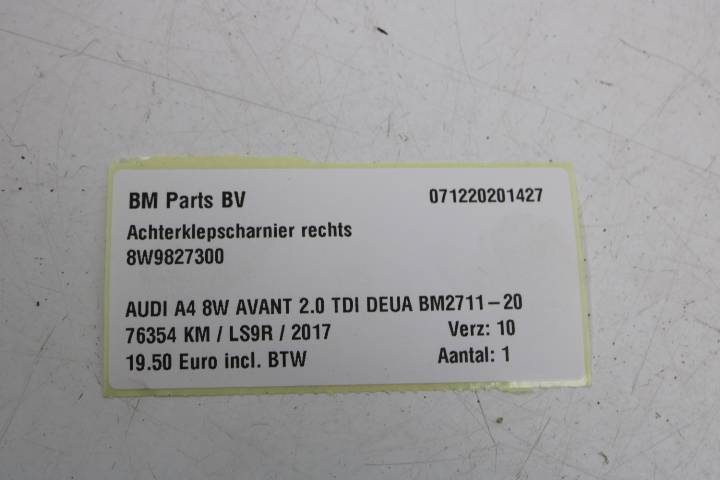 BM Parts BV 071220201427
Achterklepscharnier rechts
8W9827300
AUDI A4 8W AVANT 2.0 TDI DEUA BM2711-20
76354 KM / LS9R / 2017 Verz: 10
19.50 Euro incl. BTW Aantal: 1